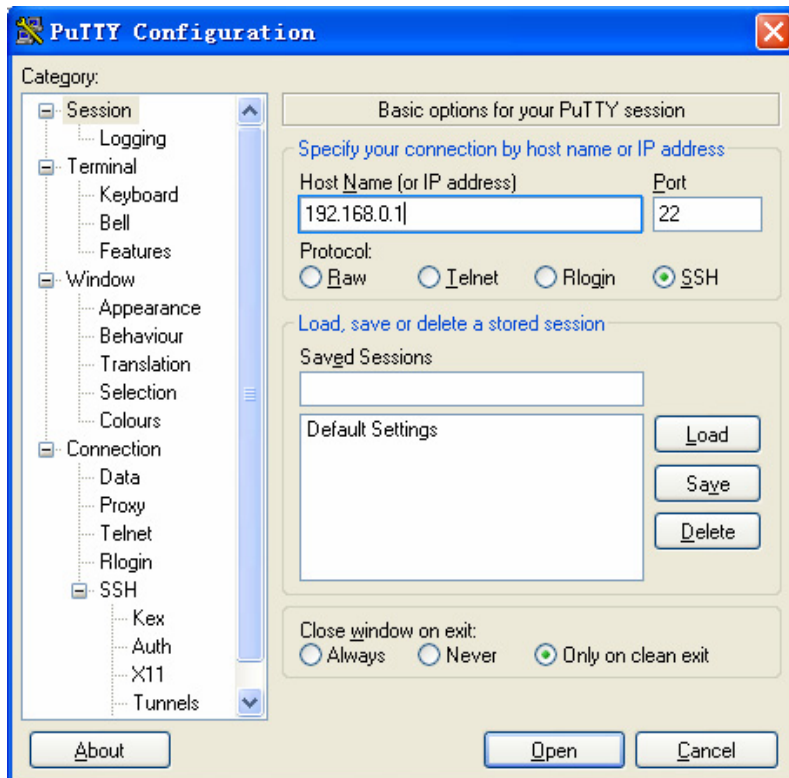 PuTTY Configuration
Category:
Session
Logging
Terminal
Keyboard
Bell
Features
Window
Appearance
Behaviour
Translation
Selection
Colours
Connection
Data
Proxy
Telnet
Rlogin
SSH
Kex
Auth
X11
Tunnels
Basic options for your PuTTY session
Specify your connection by host name or IP address
Host Name (or IP address) Port
192.168.0.1 22
Protocol:
Raw Telnet Rlogin SSH
Load, save or delete a stored session
Saved Sessions
Default Settings
Load
Save
Delete
Close window on exit:
Always Never Only on clean exit
About Open Cancel